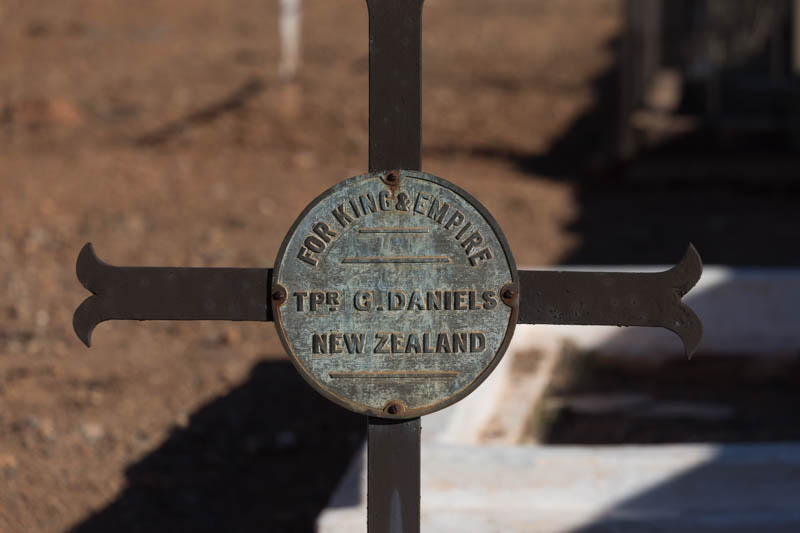 FOR KING & EMPIRE
TPR G. DANIELS
NEW ZEALAND